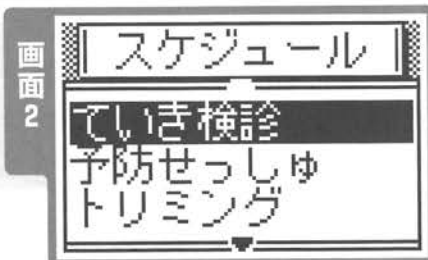 画面2
スケジュール
ていき検診
予防せっしゅ
トリミング